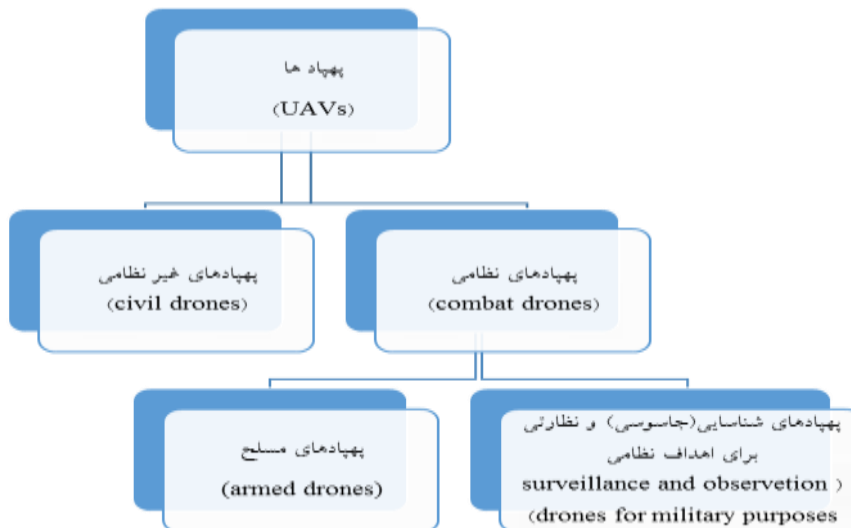 پهپاد ها
(UAVs)
پهپادهای غیر نظامی
(civil drones)
پهپادهای نظامی
(combat drones)
پهپادهای مسلح
(armed drones)
پهپادهای شناسایی(جاسوسی) و نظارتی
برای اهداف نظامی
surveillance and observetion (
(drones for military purposes